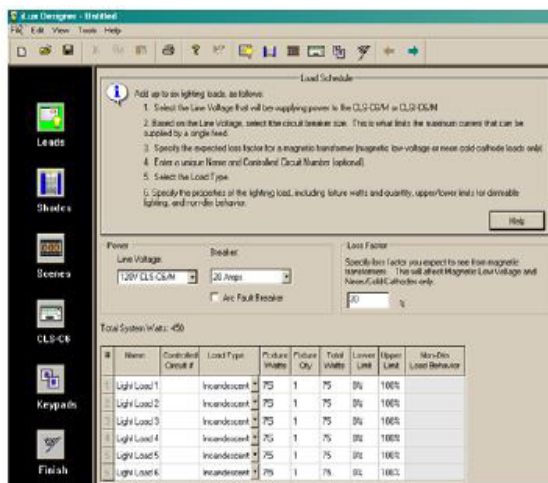 iLux Designer - Untitled
File Edit View Tools Help
Load Schedule
Add up to six lighting loads, as follows:
1. Select the Line Voltage that will be supplying power to the CLS-C6/M or CLSI-C6/M
2. Based on the Line Voltage, select the circuit breaker size. This is what limits the maximum current that can be
supplied by a single feed.
3. Specify the expected loss factor for a magnetic transformer (magnetic low-voltage or neon cold cathode loads only)
4. Enter a unique Name and Controlled Circuit Number (optional).
5. Select the Load Type.
6. Specify the properties of the lighting load, including fixture watts and quantity, upper/lower limits for dimmable
lighting, and non-dim behavior.
Help
Loads
Shades
Scenes
CLS-C6
Keypads
Finish
Power
Line Voltage:
120V CLS-C6/M
Breaker:
20 Amps
Arc Fault Breaker
Loss Factor
Specify loss factor you expect to see from magnetic
transformers. This will affect Magnetic Low Voltage and
Neon/Cold Cathodes only.
20 %
Total System Watts: 450
# Name Controlled Circuit # Load Type Fixture Watts Fixture Qty Total Watts Lower Limit Upper Limit Non-Dim Load Behavior
1 Light Load 1 Incandescent 75 1 75 0% 100%
2 Light Load 2 Incandescent 75 1 75 0% 100%
3 Light Load 3 Incandescent 75 1 75 0% 100%
4 Light Load 4 Incandescent 75 1 75 0% 100%
5 Light Load 5 Incandescent 75 1 75 0% 100%
6 Light Load 6 Incandescent 75 1 75 0% 100%